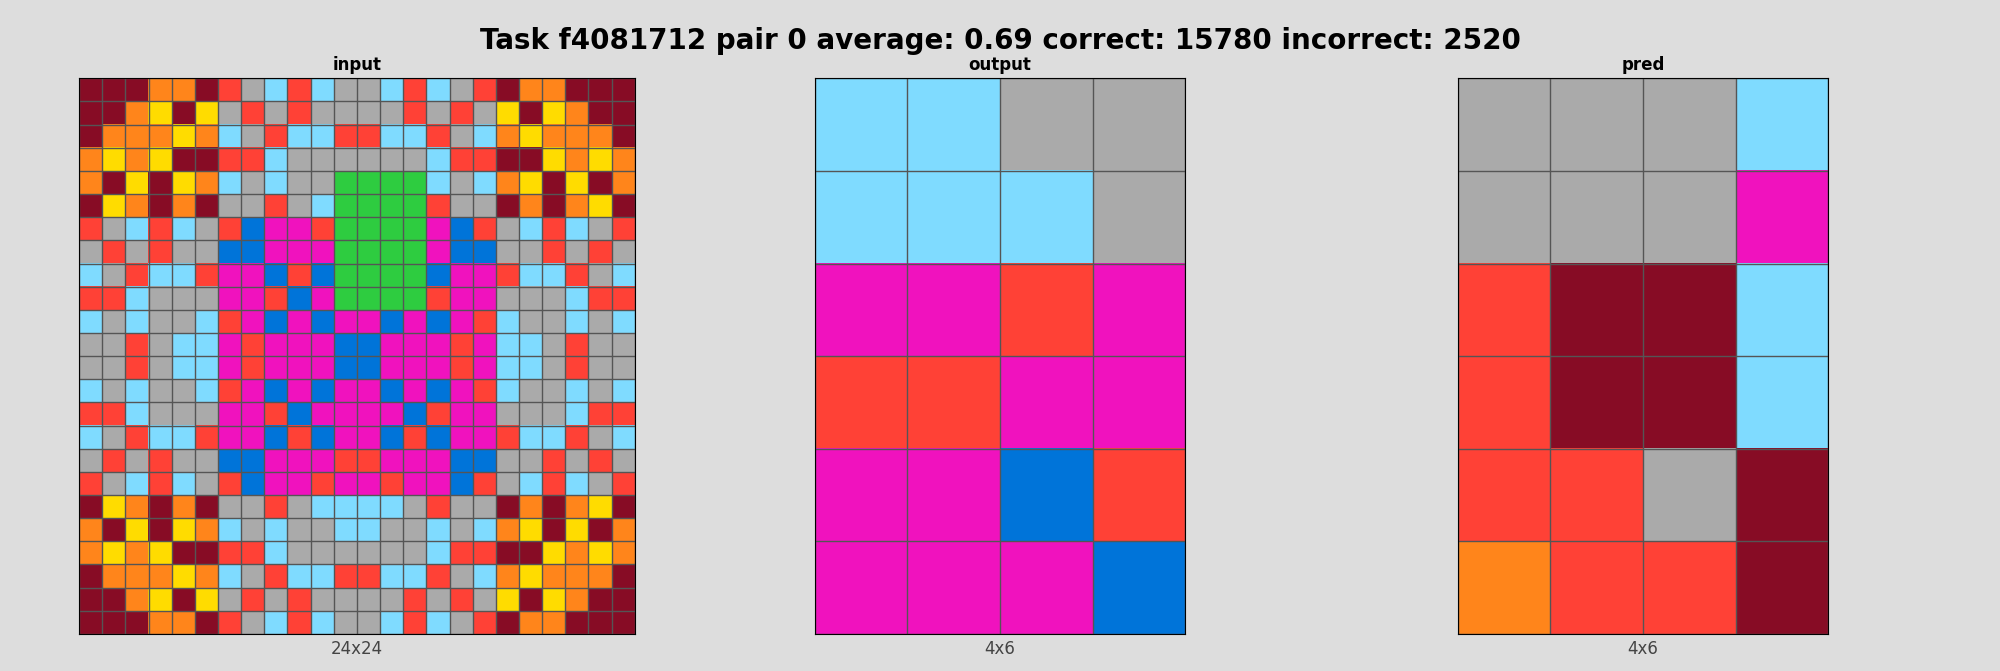 Task f4081712 pair 0 average: 0.69 correct: 15780 incorrect: 2520
input
output
pred
24x24
4x6
4x6